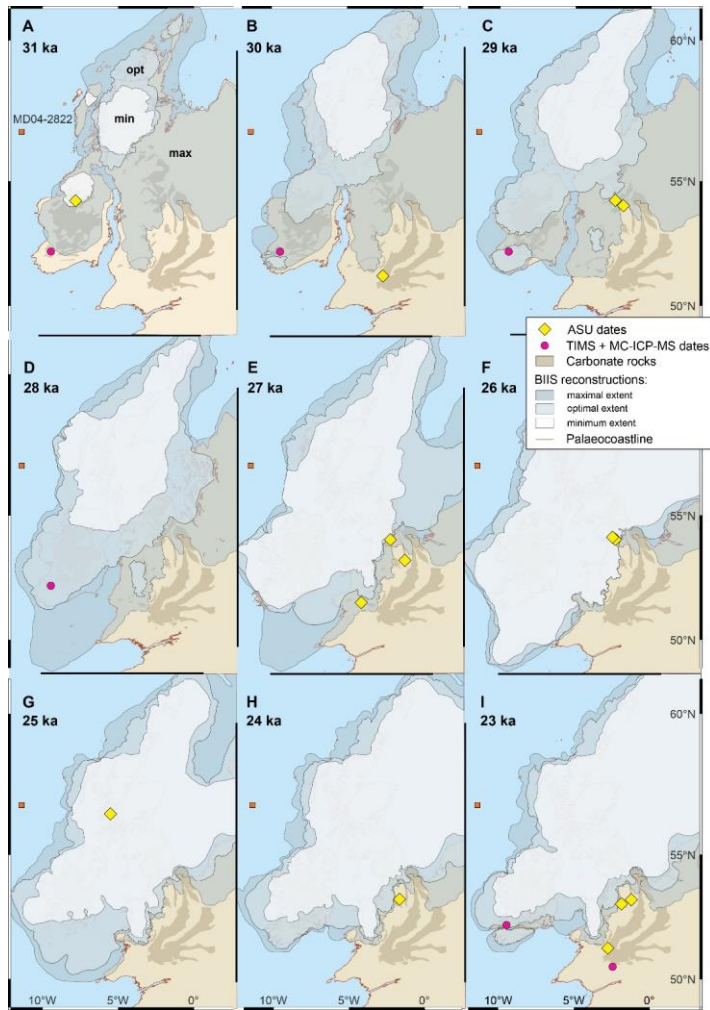 A
31 ka
opt
MD04-2822
min
max
B
30 ka
C
29 ka
60°N
55°N
50°N
ASU dates
TIMS + MC-ICP-MS dates
Carbonate rocks
BIIS reconstructions:
maximal extent
optimal extent
minimum extent
Palaeocoastline
D
28 ka
E
27 ka
F
26 ka
55°N
50°N
G
25 ka
H
24 ka
I
23 ka
60°N
55°N
50°N
10°W 5°W 0° 10°W 5°W 0° 10°W 5°W 0°